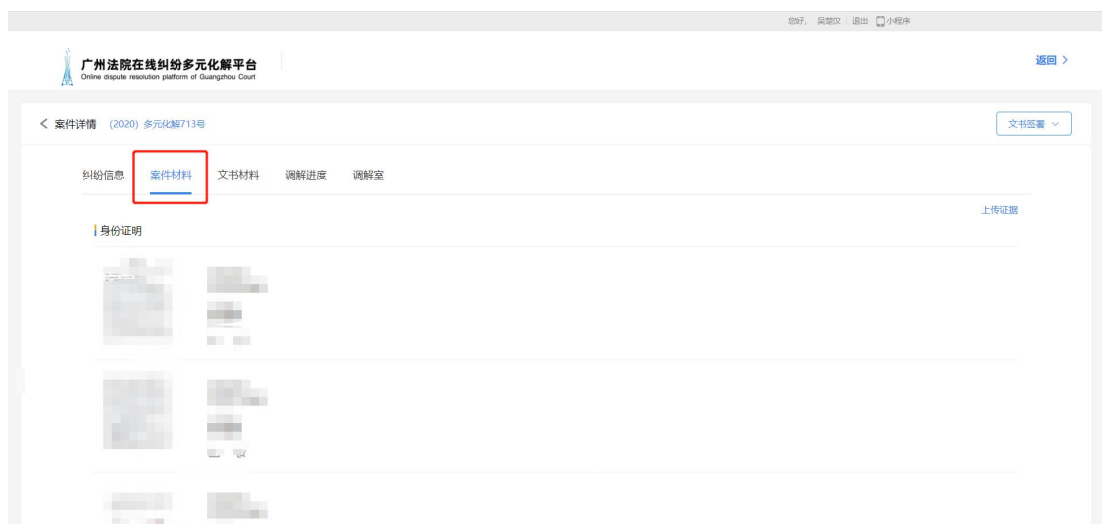 您好, 吴楚汉 退出 小程序
广州法院在线纠纷多元化解平台
Online dispute resolution platform of Guangzhou Court
返回 >
案件详情 (2020) 多元化解713号
文书签署
纠纷信息 案件材料 文书材料 调解进度 调解室
上传证据
身份证明